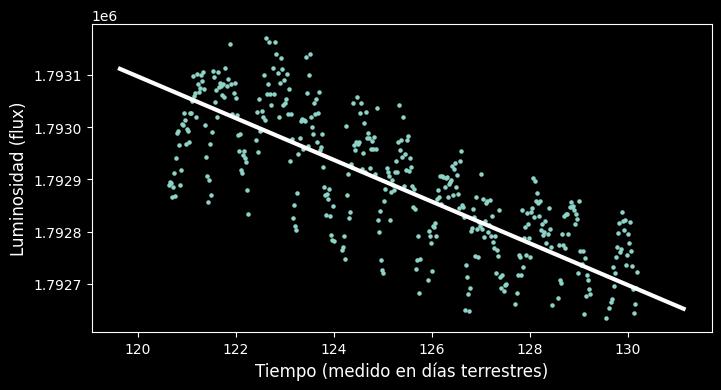 1e6
1.7931
1.7930
1.7929
1.7928
1.7927
Luminosidad (flux)
120 122 124 126 128 130
Tiempo (medido en días terrestres)